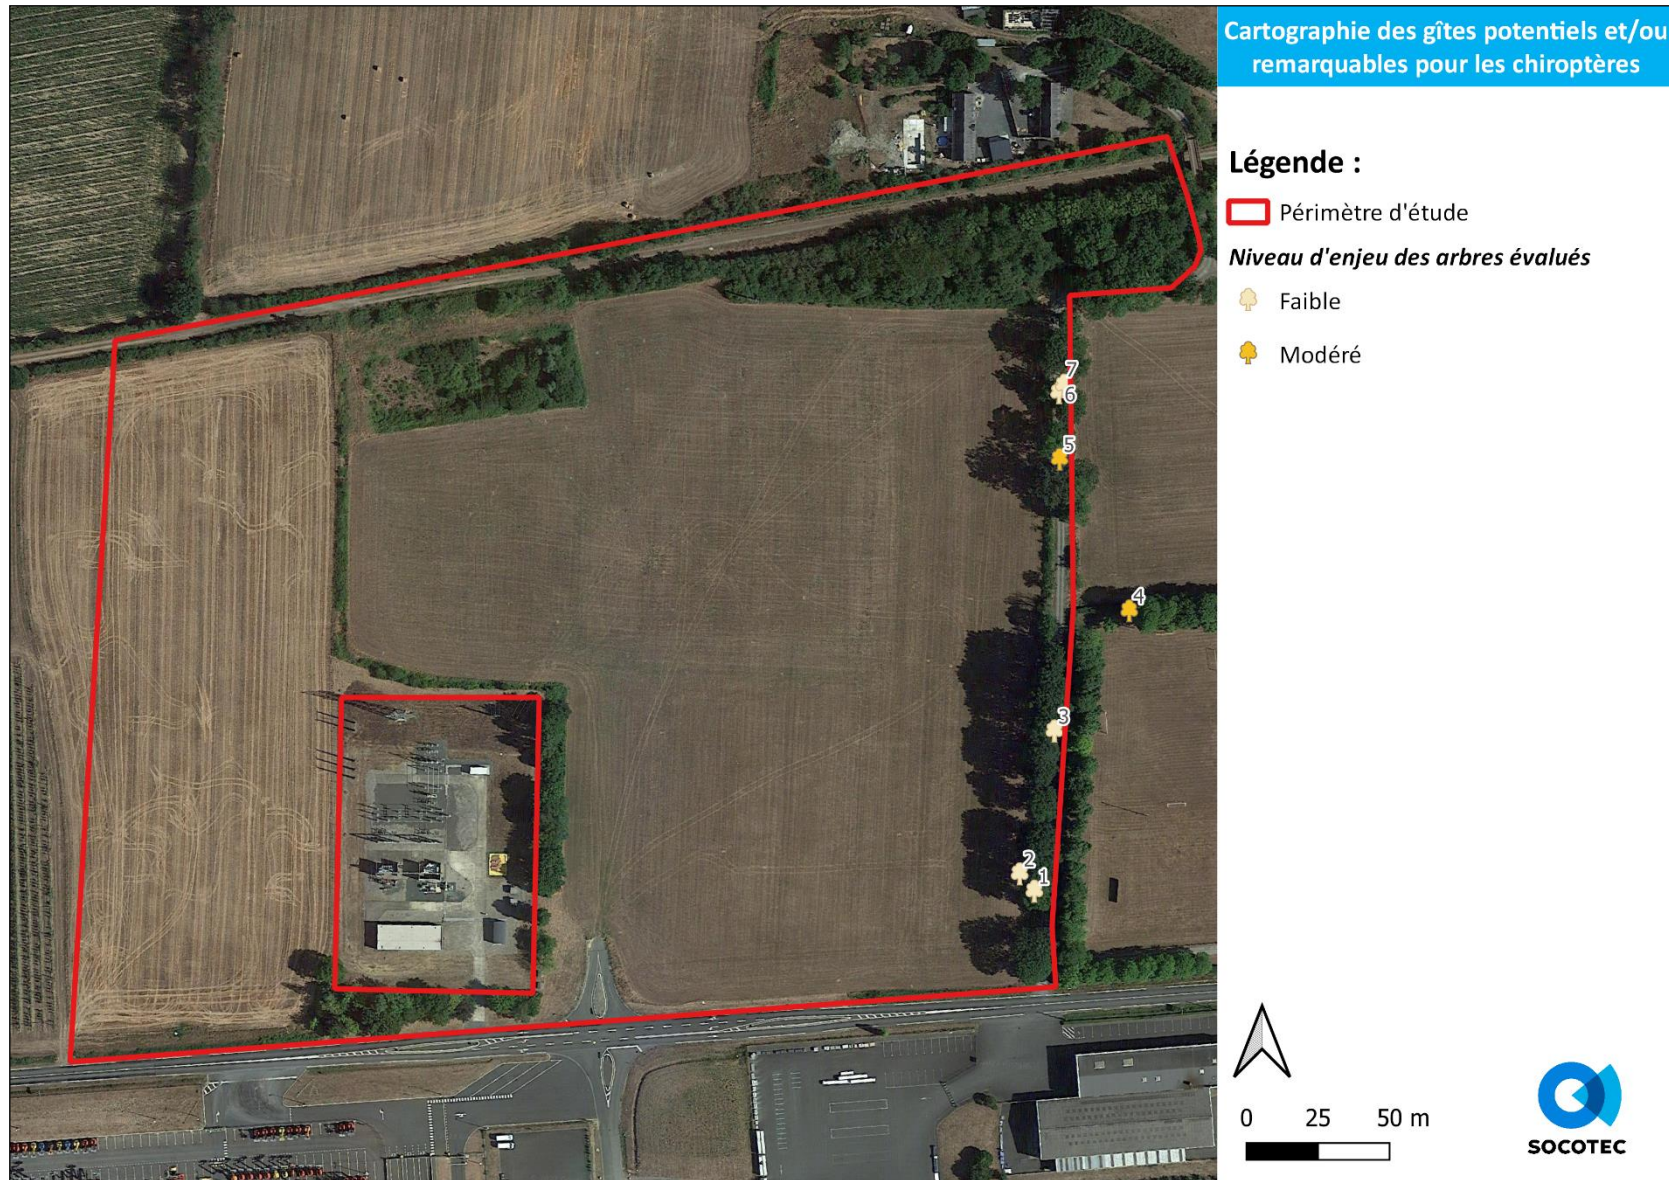 Cartographie des gîtes potentiels et/ou
remarquables pour les chiroptères
Légende :
Périmètre d'étude
Niveau d'enjeu des arbres évalués
Faible
Modéré
7
6
5
4
3
2
1
0 25 50 m
SOCOTEC